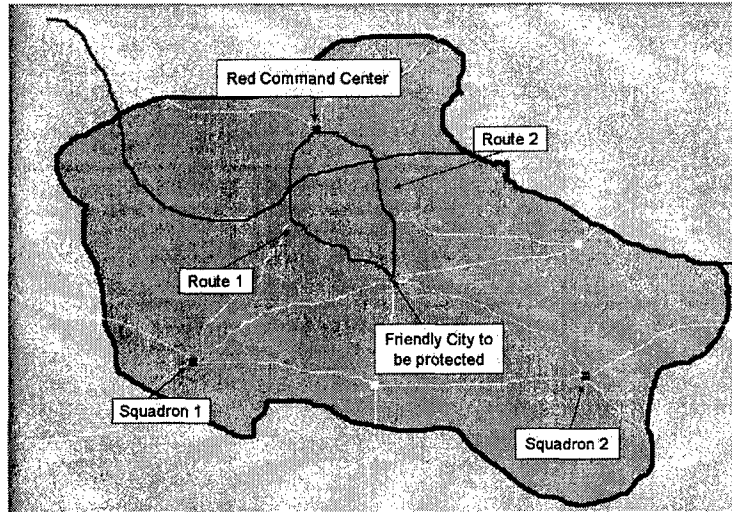 Red Command Center
Route 2
Route 1
Friendly City to
be protected
Squadron 1
Squadron 2